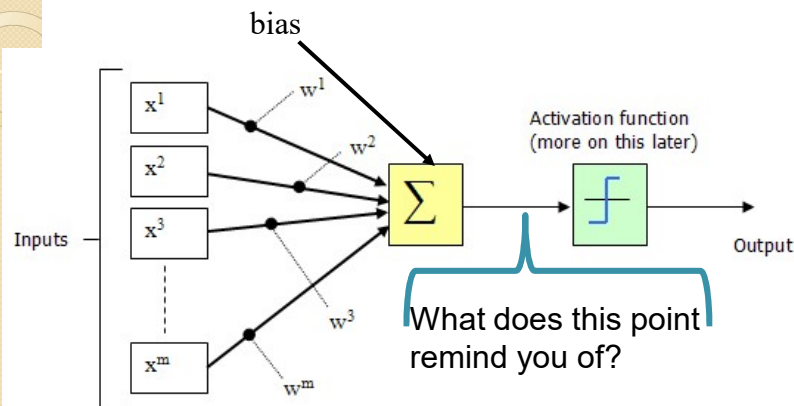 bias
x¹
w¹
Activation function
(more on this later)
x²
w²
∑
x³
Inputs
Output
w³
What does this point
remind you of?
xᵐ
wᵐ